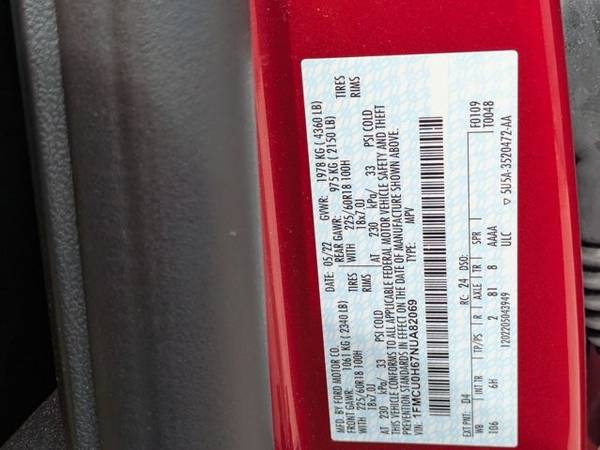 MFD. BY FORD MOTOR CO.
DATE: 05/22 GVWR: 1978 KG ( 4360 LB)
FRONT GAWR: 1061 KG ( 2340 LB) REAR GAWR: 975 KG ( 2150 LB)
WITH 225/60R18 100H TIRES WITH 225/60R18 100H TIRES
18x7.0J RIMS 18x7.0J RIMS
AT 230 kPa/ 33 PSI COLD AT 230 kPa/ 33 PSI COLD
THIS VEHICLE CONFORMS TO ALL APPLICABLE FEDERAL MOTOR VEHICLE SAFETY AND THEFT
PREVENTION STANDARDS IN EFFECT ON THE DATE OF MANUFACTURE SHOWN ABOVE.
VIN: 1FMCU0H67NUA82069 TYPE: MPV
F0109
T0048
EXT PNT: D4 RC: 24 DSO:
WB INT TR TP/PS R AXLE TR SPR
106 6H 2 81 8 AAAA
ULC
1202205043949 ▽ 5U5A-3520472-AA